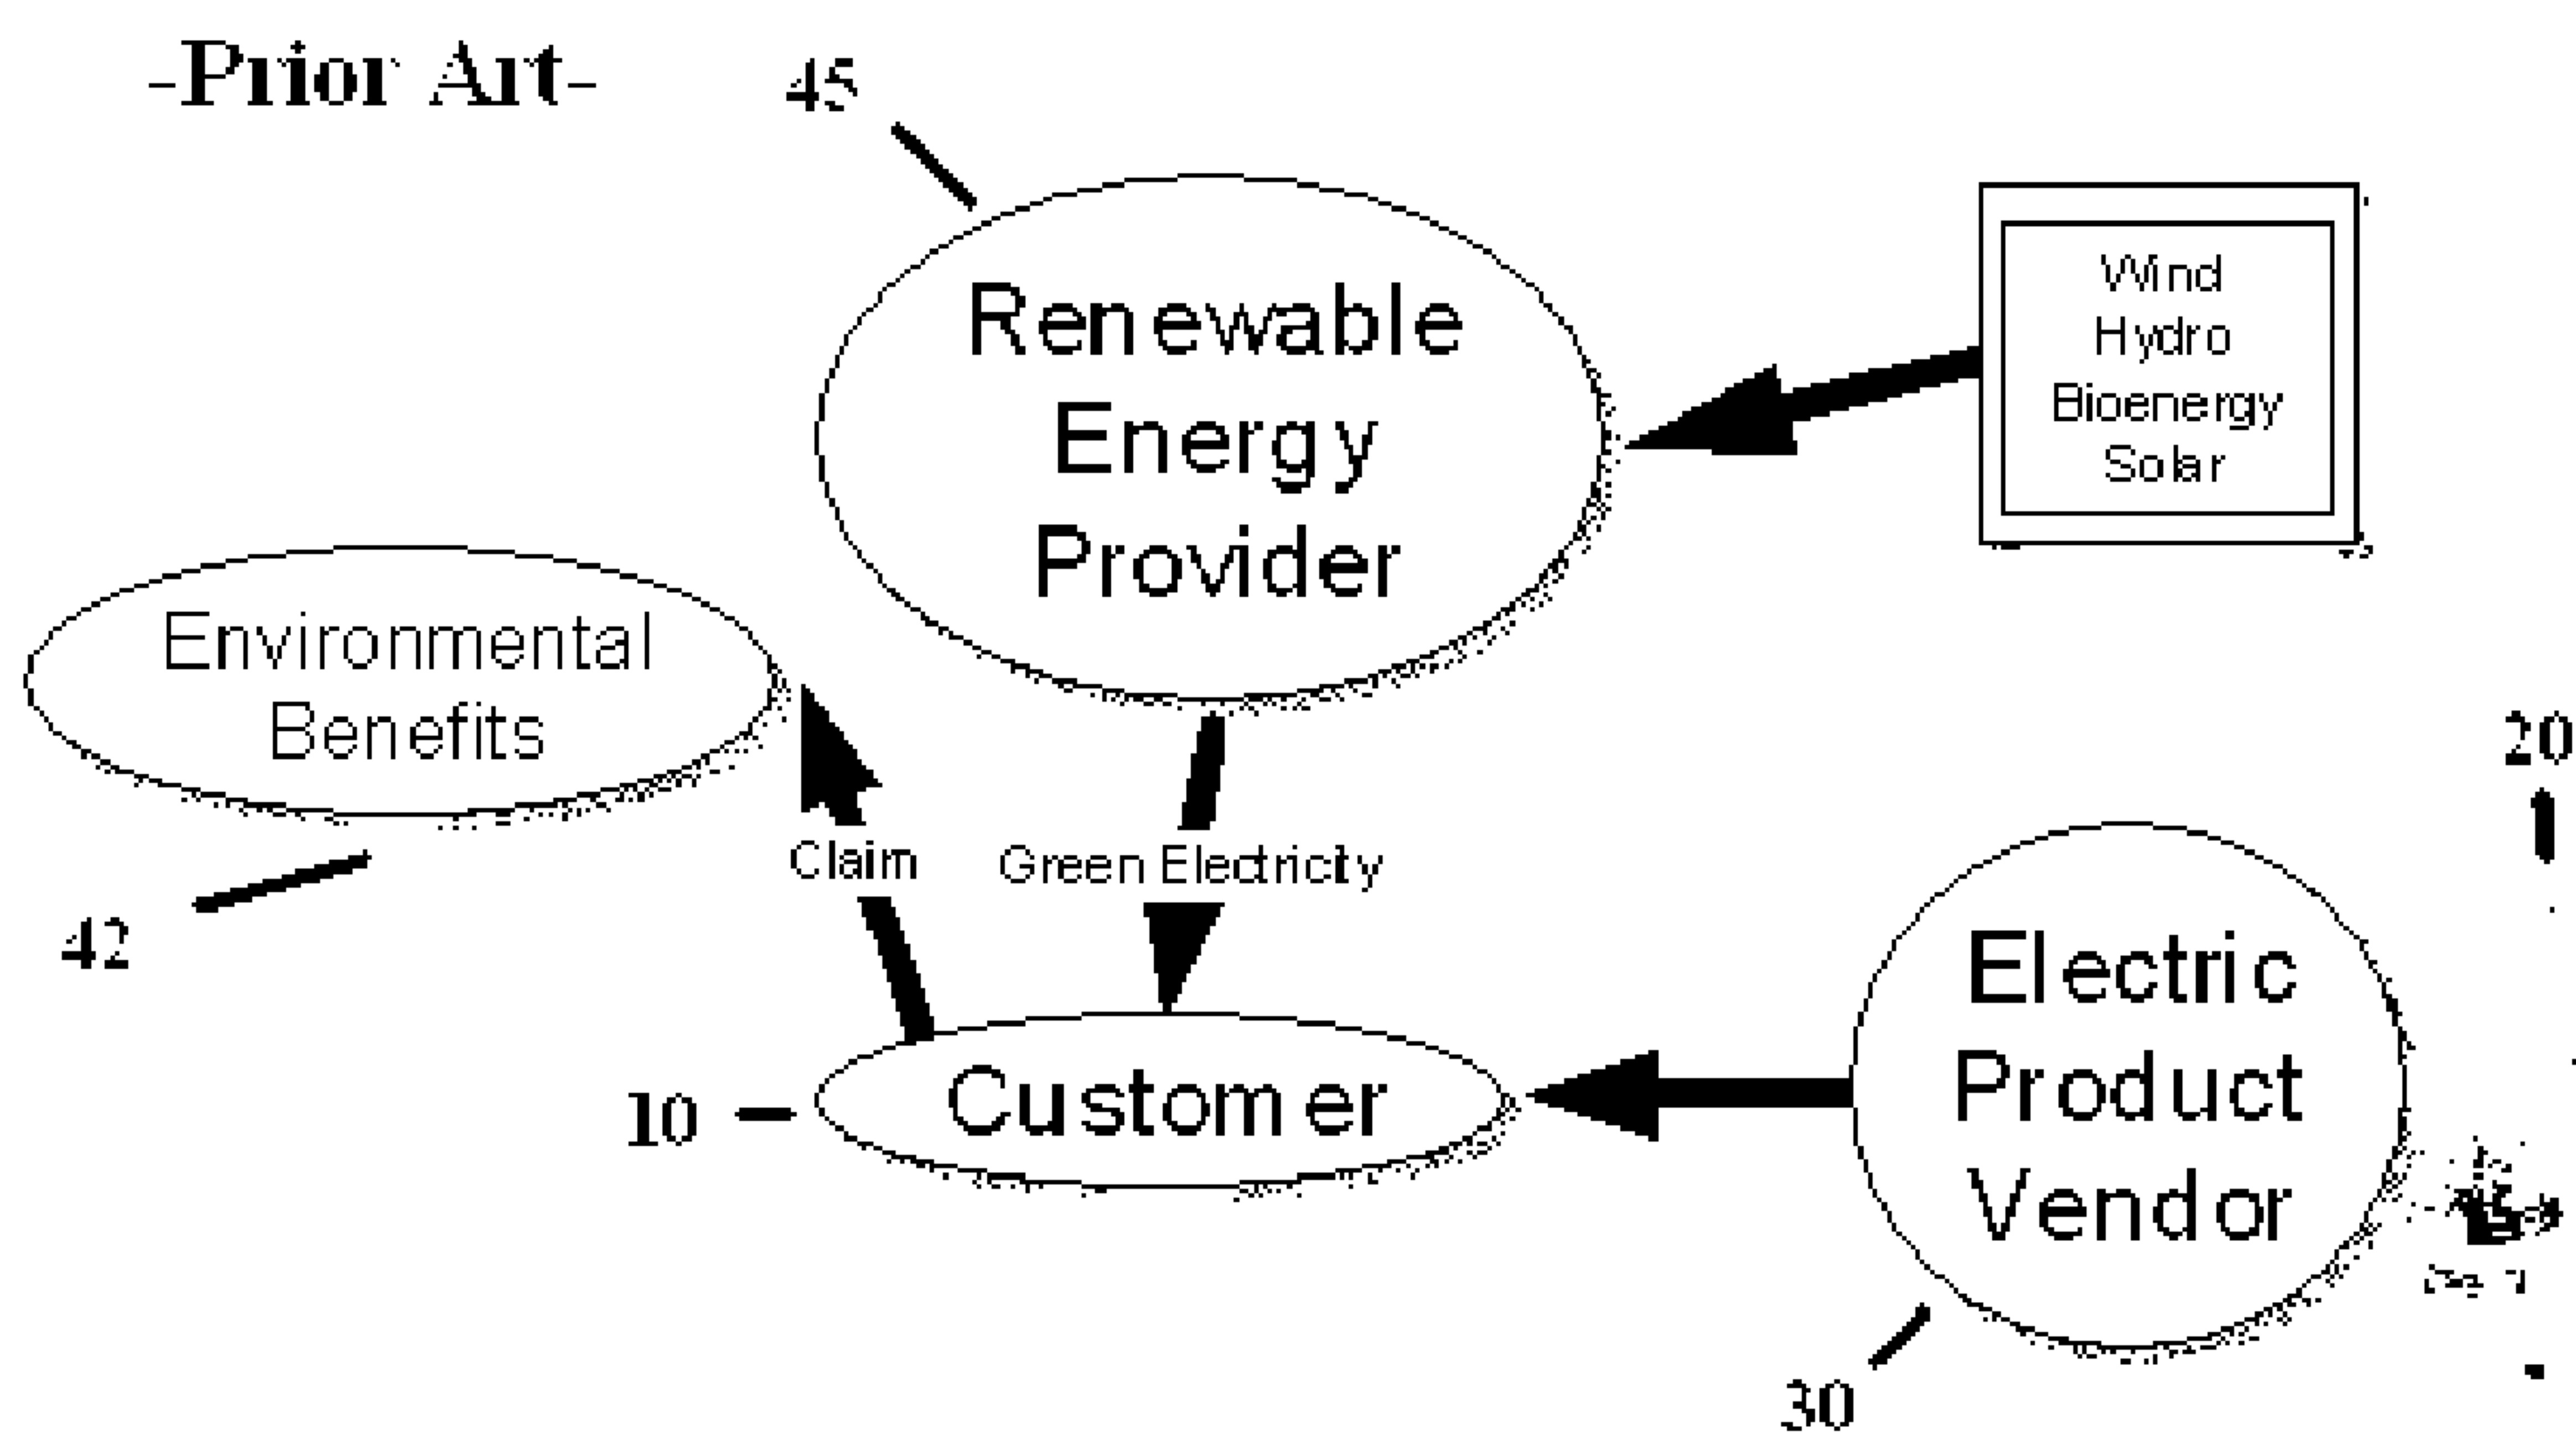 -Prior Art-
45
Renewable
Energy
Provider
Wind
Hydro
Bioenergy
Solar
Environmental
Benefits
42
Claim
Green Electricity
20
10
Customer
Electric
Product
Vendor
30